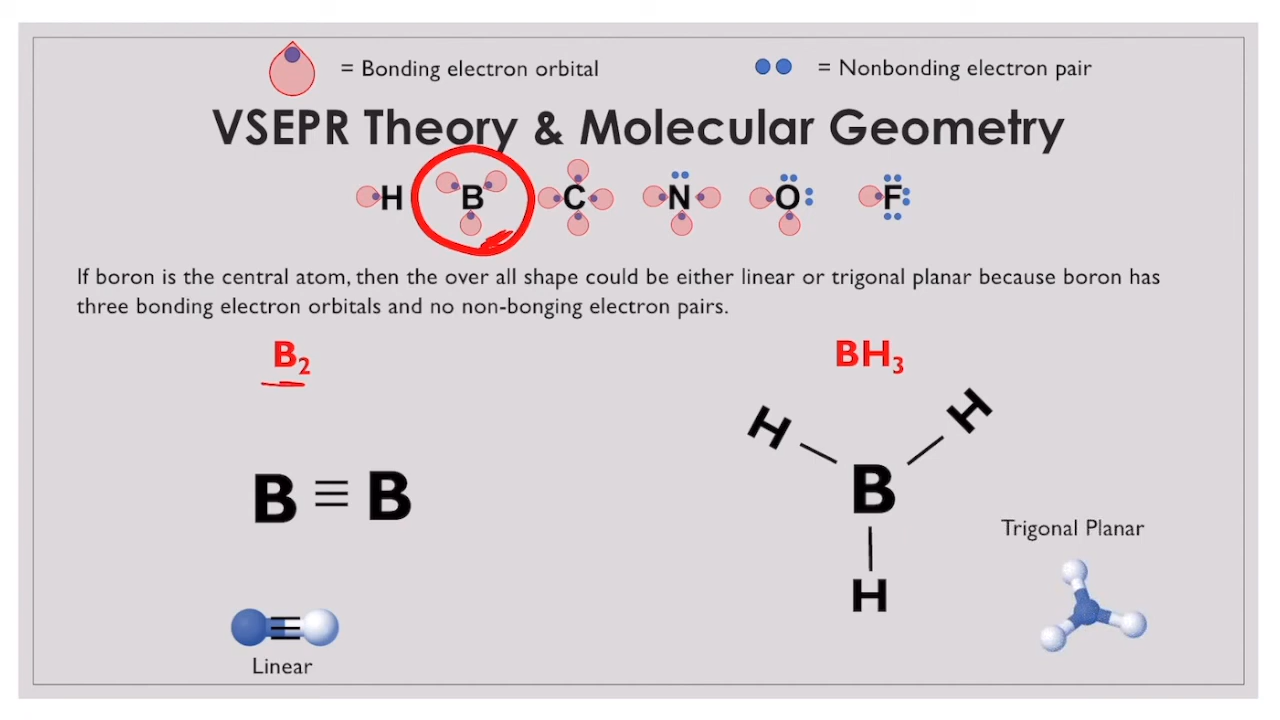 = Bonding electron orbital = Nonbonding electron pair
VSEPR Theory & Molecular Geometry
H B C N O F
If boron is the central atom, then the over all shape could be either linear or trigonal planar because boron has
three bonding electron orbitals and no non-bonging electron pairs.
B₂ BH₃
H H
B ≡ B B
Trigonal Planar
H
Linear